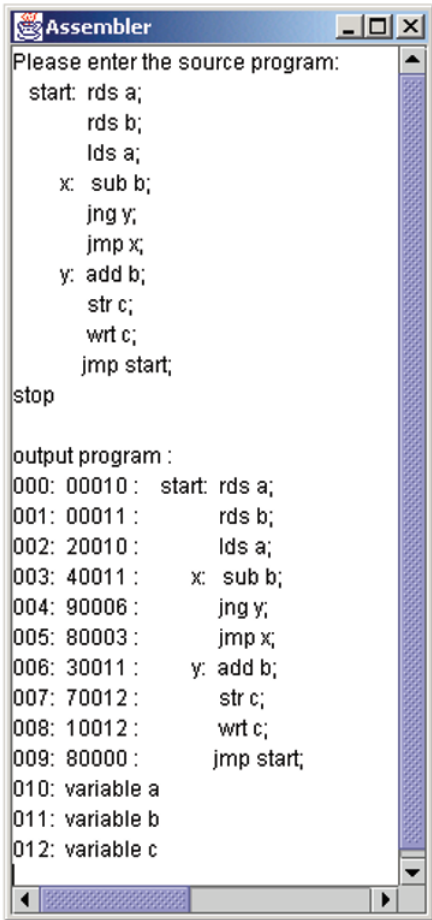 Assembler
Please enter the source program:
start: rds a;
rds b;
lds a;
x: sub b;
jng y;
jmp x;
y: add b;
str c;
wrt c;
jmp start;
stop
output program :
000: 00010 : start: rds a;
001: 00011 : rds b;
002: 20010 : lds a;
003: 40011 : x: sub b;
004: 90006 : jng y;
005: 80003 : jmp x;
006: 30011 : y: add b;
007: 70012 : str c;
008: 10012 : wrt c;
009: 80000 : jmp start;
010: variable a
011: variable b
012: variable c